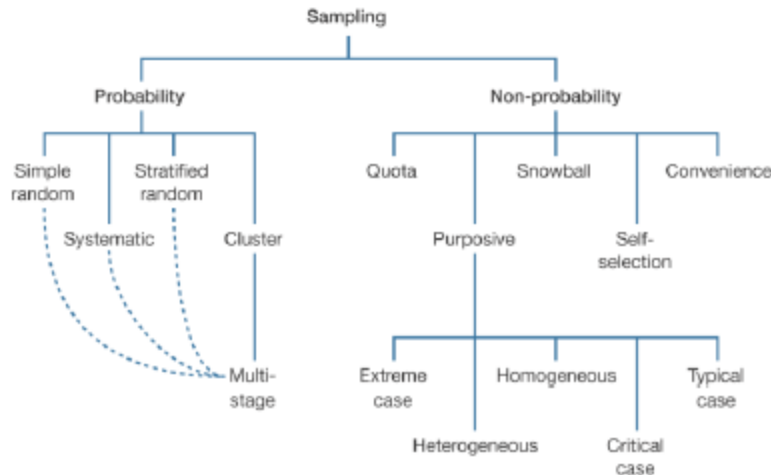 Sampling
Probability
Non-probability
Simple
random
Stratified
random
Quota
Snowball
Convenience
Systematic
Cluster
Purposive
Self-
selection
Multi-
stage
Extreme
case
Homogeneous
Typical
case
Heterogeneous
Critical
case